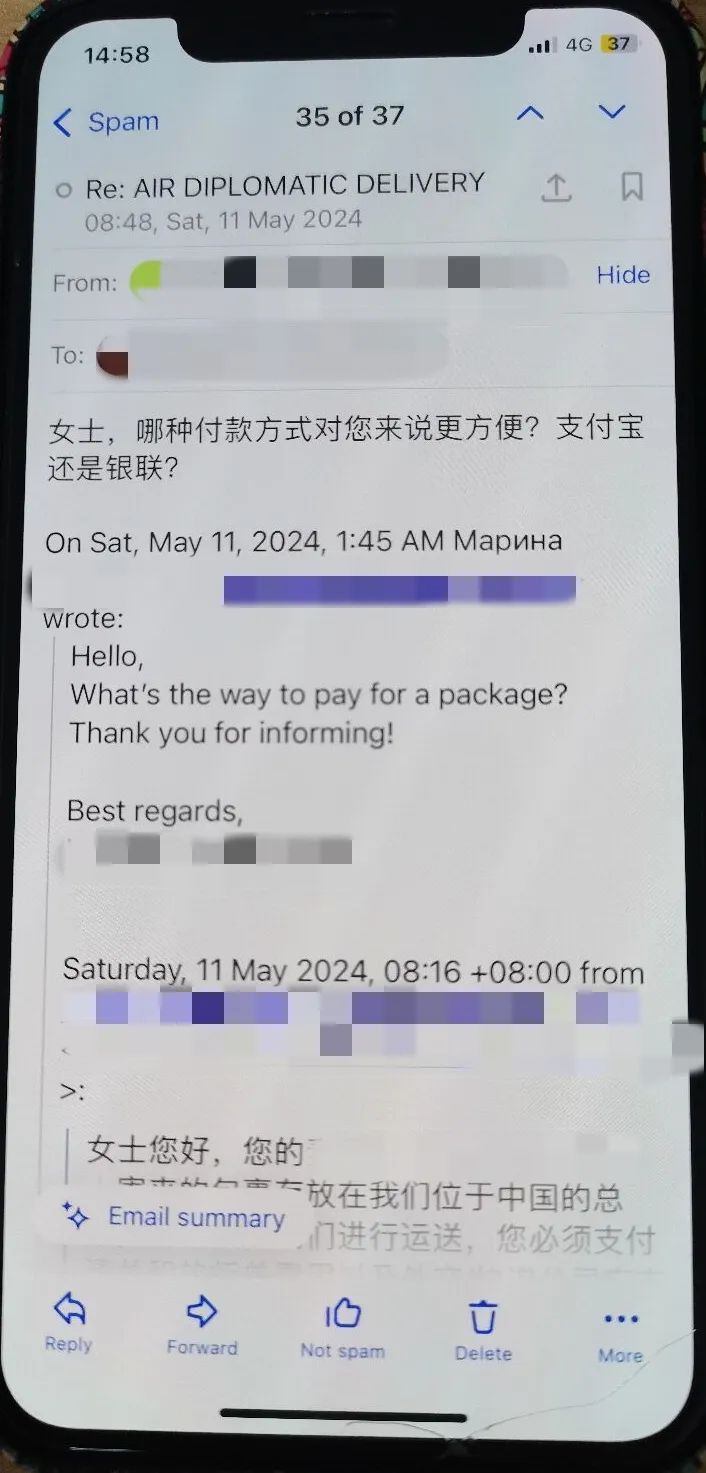 14:58
4G 37
Spam
35 of 37
Re: AIR DIPLOMATIC DELIVERY
08:48, Sat, 11 May 2024
From:
Hide
To:
女士，哪种付款方式对您来说更方便？支付宝
还是银联？
On Sat, May 11, 2024, 1:45 AM Марина
wrote:
Hello,
What's the way to pay for a package?
Thank you for informing!
Best regards,
Saturday, 11 May 2024, 08:16 +08:00 from
>:
女士您好，您的
放在我们位于中国的总
Email summary
们进行运送，您必须支付
Reply
Forward
Not spam
Delete
More